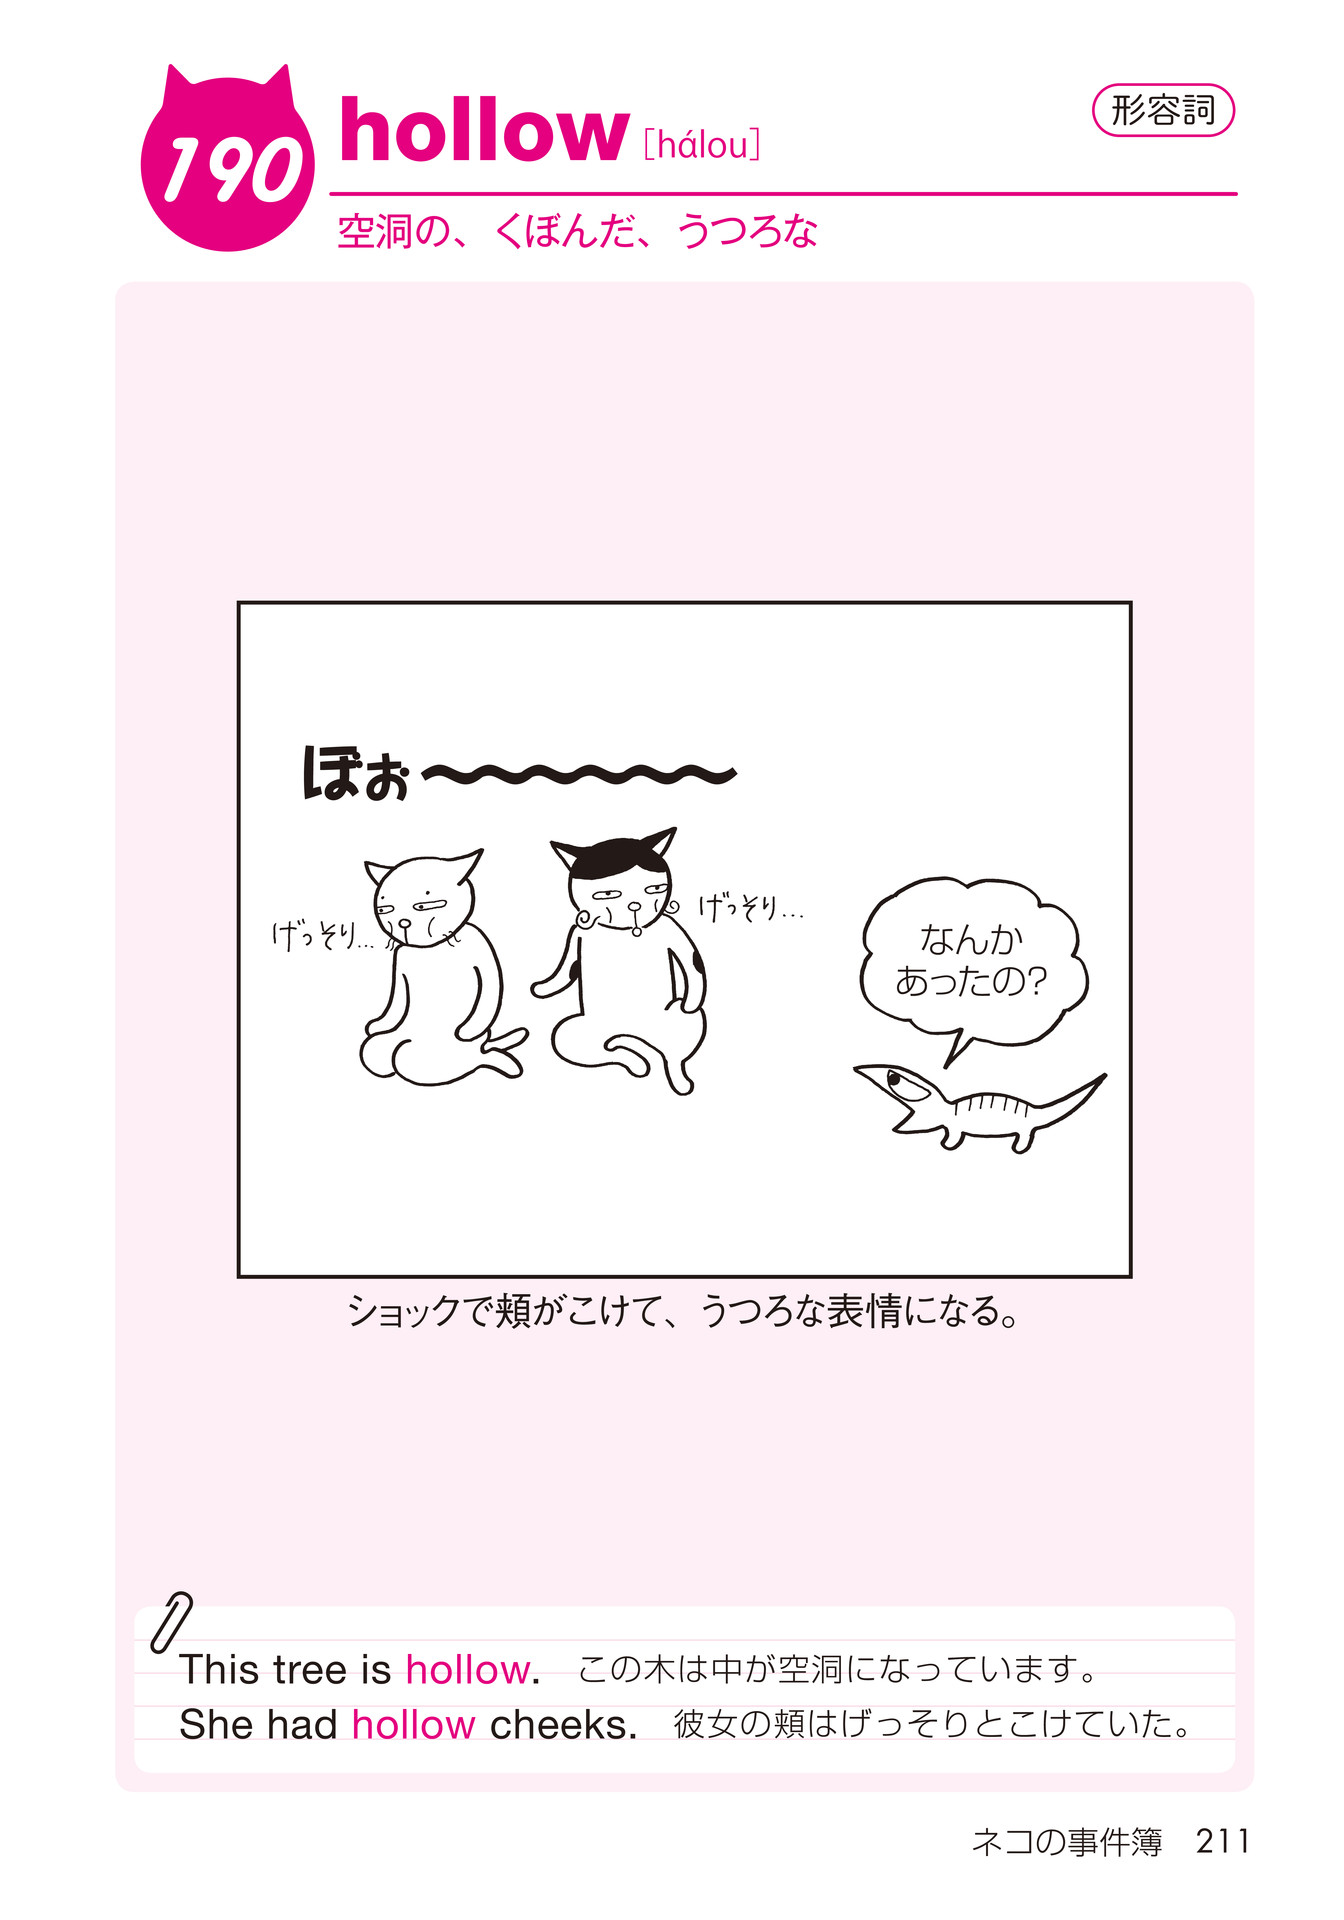 190
hollow [hálou]
形容詞
空洞の、くぼんだ、うつろな
ぼぉ〜〜〜〜〜〜
げっそり…
げっそり…
なんか
あったの?
ショックで頬がこけて、うつろな表情になる。
This tree is hollow. この木は中が空洞になっています。
She had hollow cheeks. 彼女の頬はげっそりとこけていた。
ネコの事件簿 211